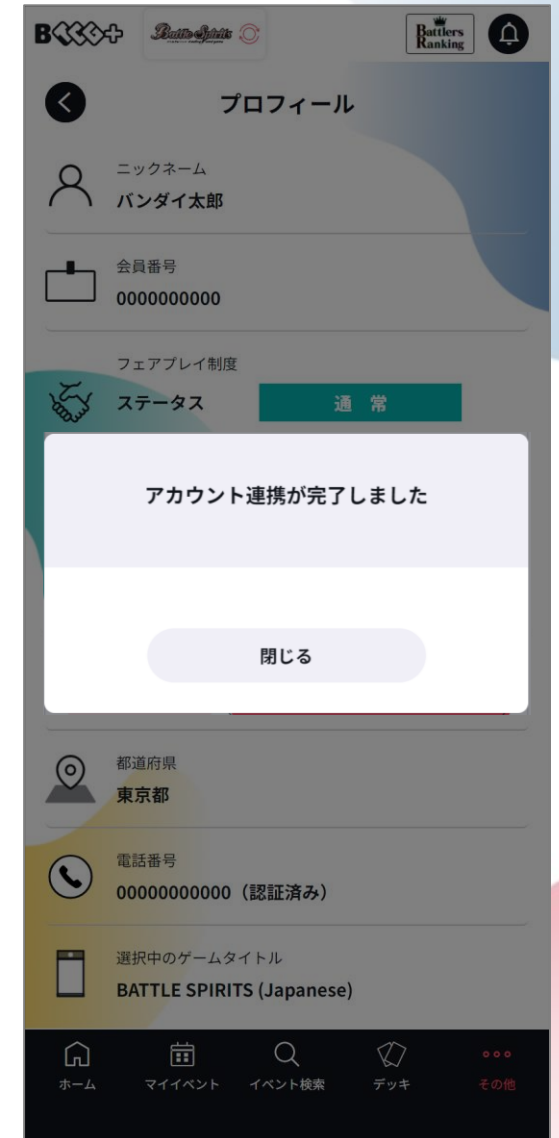 Battle Spirits
Battlers
Ranking
プロフィール
ニックネーム
バンダイ太郎
会員番号
0000000000
フェアプレイ制度
ステータス
通 常
アカウント連携が完了しました
閉じる
都道府県
東京都
電話番号
00000000000（認証済み）
選択中のゲームタイトル
BATTLE SPIRITS (Japanese)
ホーム
マイイベント
イベント検索
デッキ
その他